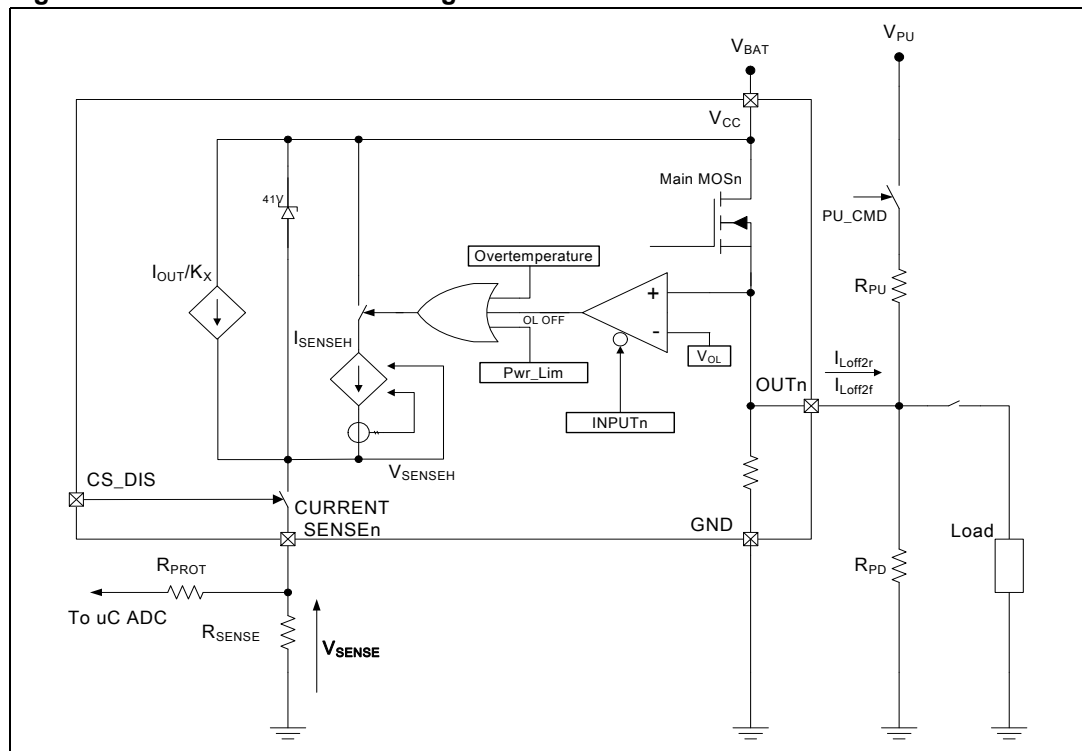 V_BAT
V_PU
V_CC
Main MOSn
41V
PU_CMD
Overtemperature
I_OUT/K_X
R_PU
+
OL OFF
-
I_SENSEH
V_OL
Pwr_Lim
I_Loff2r
OUTn
I_Loff2f
INPUTn
V_SENSEH
CS_DIS
CURRENT
SENSEn
GND
Load
R_PROT
R_PD
To uC ADC
R_SENSE
V_SENSE